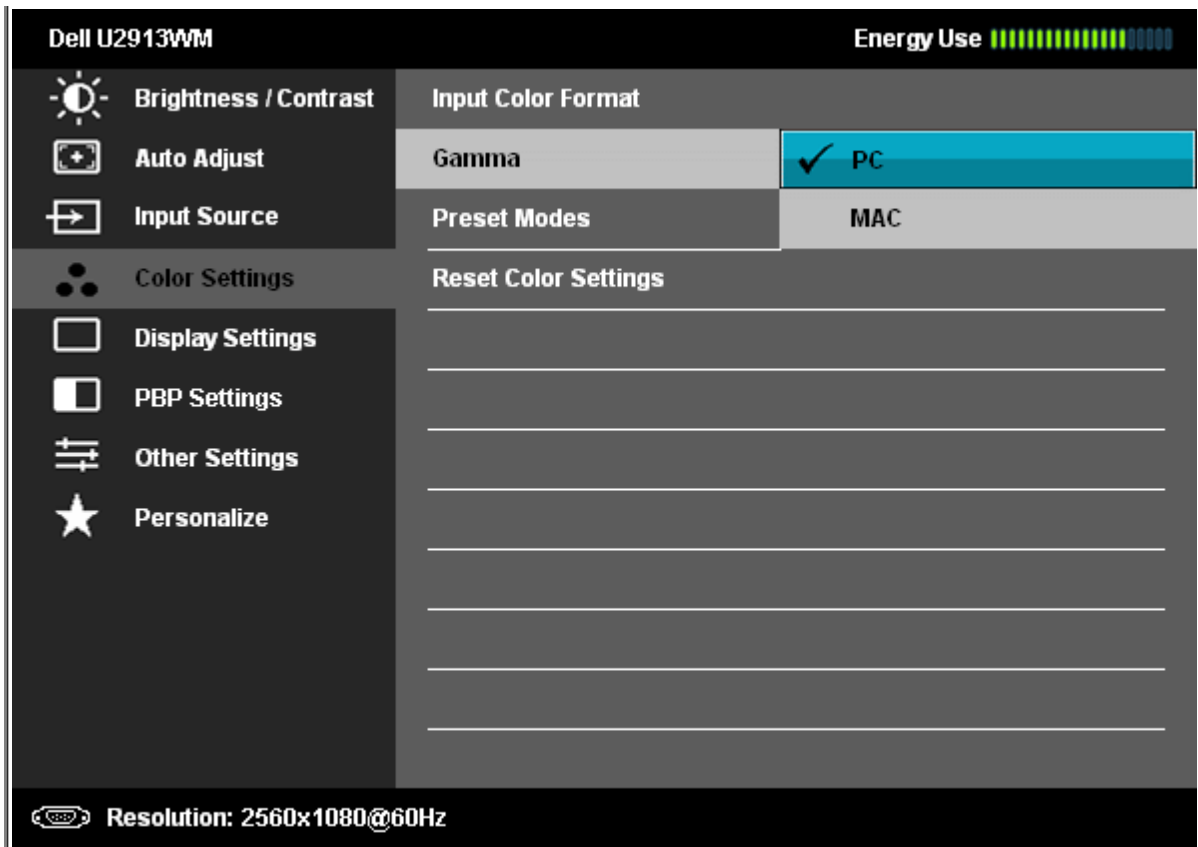 Dell U2913WM Energy Use
Brightness / Contrast Input Color Format
Auto Adjust Gamma PC
Input Source Preset Modes MAC
Color Settings Reset Color Settings
Display Settings
PBP Settings
Other Settings
Personalize
Resolution: 2560x1080@60Hz